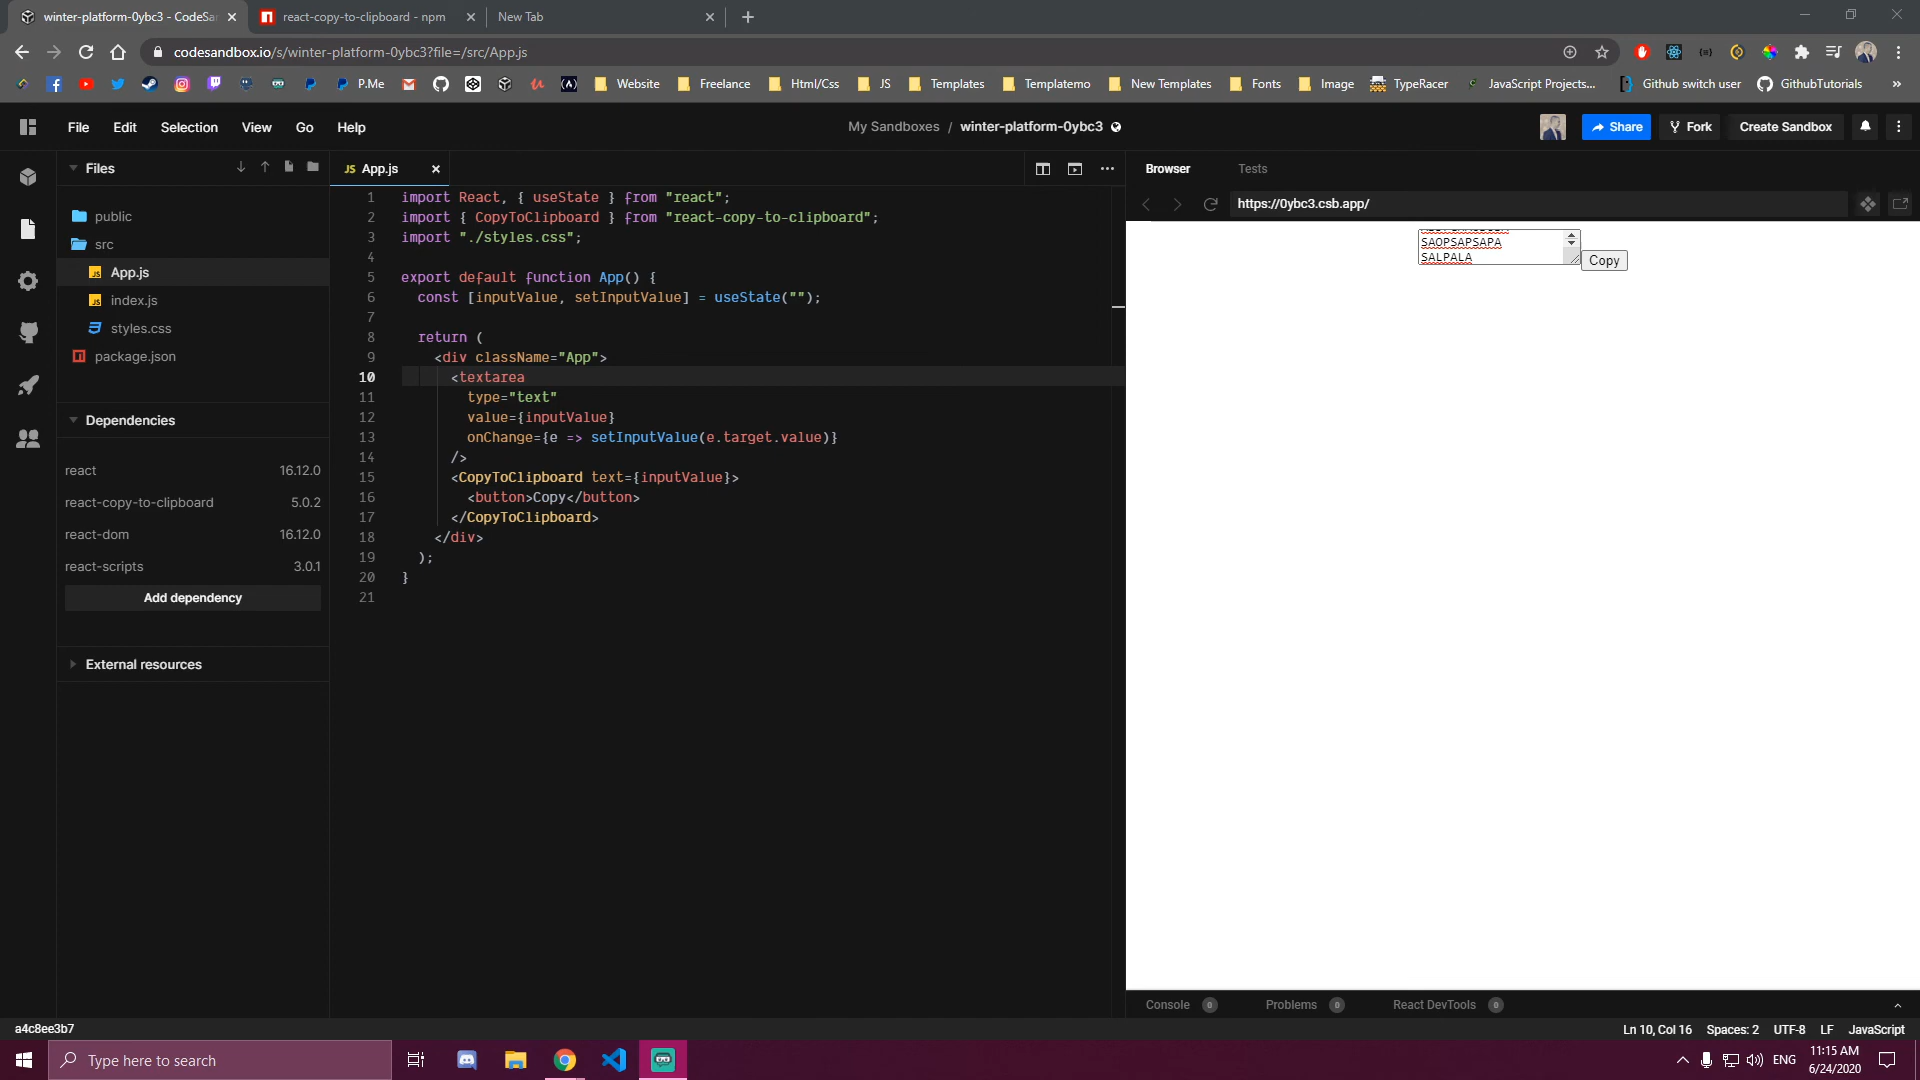 winter-platform-0ybc3 - CodeSan
react-copy-to-clipboard - npm
New Tab
codesandbox.io/s/winter-platform-0ybc3?file=/src/App.js
P.Me
Website
Freelance
Html/Css
JS
Templates
Templatemo
New Templates
Fonts
Image
TypeRacer
JavaScript Projects...
Github switch user
GithubTutorials
»
File Edit Selection View Go Help
My Sandboxes / winter-platform-0ybc3
Share
Fork
Create Sandbox
Files
public
src
JS App.js
JS index.js
styles.css
package.json
Dependencies
react 16.12.0
react-copy-to-clipboard 5.0.2
react-dom 16.12.0
react-scripts 3.0.1
Add dependency
External resources
JS App.js
1 import React, { useState } from "react";
2 import { CopyToClipboard } from "react-copy-to-clipboard";
3 import "./styles.css";
4
5 export default function App() {
6 const [inputValue, setInputValue] = useState("");
7
8 return (
9 <div className="App">
10 <textarea
11 type="text"
12 value={inputValue}
13 onChange={e => setInputValue(e.target.value)}
14 />
15 <CopyToClipboard text={inputValue}>
16 <button>Copy</button>
17 </CopyToClipboard>
18 </div>
19 );
20 }
21
Browser
Tests
https://0ybc3.csb.app/
SAOPSAPSAPA
SALPALA
Copy
Console 0
Problems 0
React DevTools 0
a4c8ee3b7
Ln 10, Col 16 Spaces: 2 UTF-8 LF JavaScript
Type here to search
ENG
11:15 AM
6/24/2020